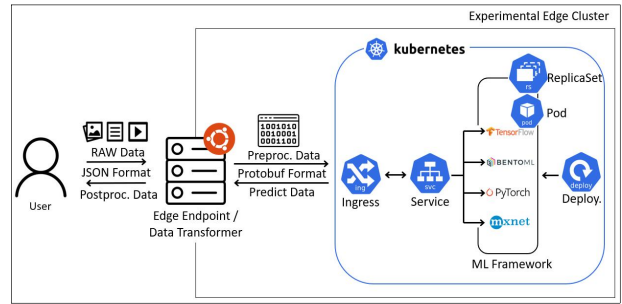 Experimental Edge Cluster
kubernetes
ReplicaSet
rs
Pod
pod
1001010
010001
0001100
TensorFlow
RAW Data
JSON Format
Postproc. Data
Preproc. Data
Protobuf Format
Predict Data
BENTOML
PyTorch
mxnet
ing
svc
deploy
User
Edge Endpoint /
Data Transformer
Ingress
Service
Deploy.
ML Framework